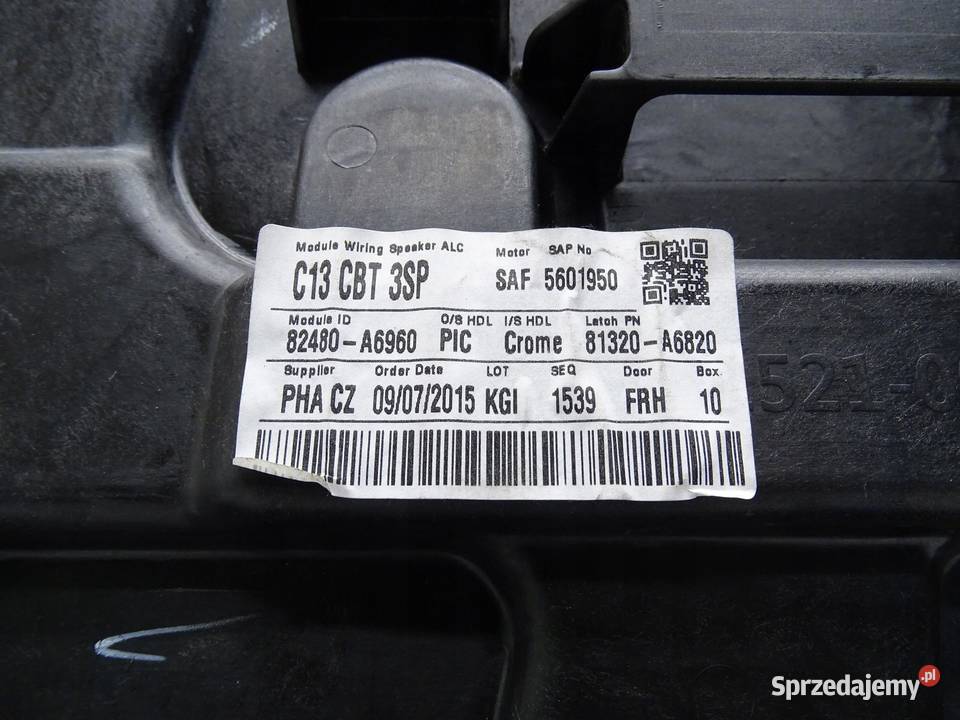 Module Wiring Speaker ALC Motor SAP No
C13 CBT 3SP SAF 5601950
Module ID O/S HDL I/S HDL Latch PN
82480-A6960 PIC Crome 81320-A6820
Supplier Order Date LOT SEQ Door Box
PHA CZ 09/07/2015 KGI 1539 FRH 10
521-0
Sprzedajemy.pl